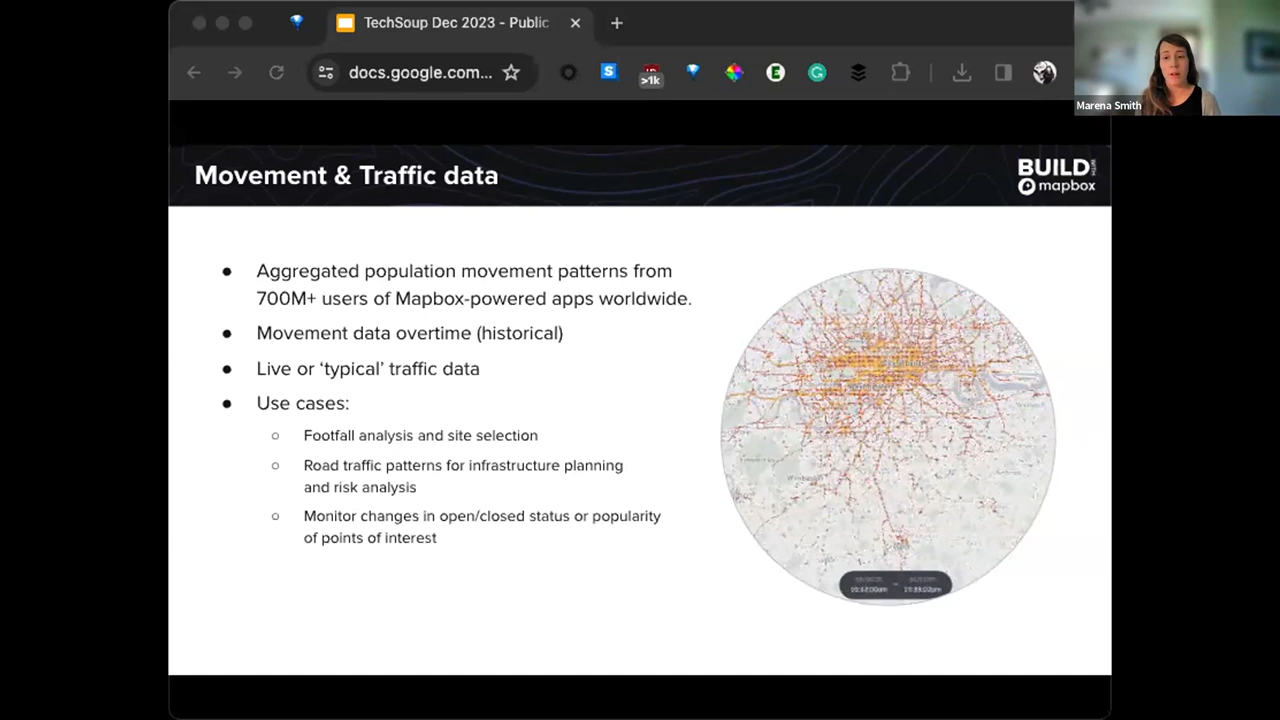 TechSoup Dec 2023 - Public
docs.google.com...
>1k
Marena Smith
Movement & Traffic data
BUILD WITH
mapbox
● Aggregated population movement patterns from
700M+ users of Mapbox-powered apps worldwide.
● Movement data overtime (historical)
● Live or ‘typical’ traffic data
● Use cases:
○ Footfall analysis and site selection
○ Road traffic patterns for infrastructure planning
and risk analysis
○ Monitor changes in open/closed status or popularity
of points of interest